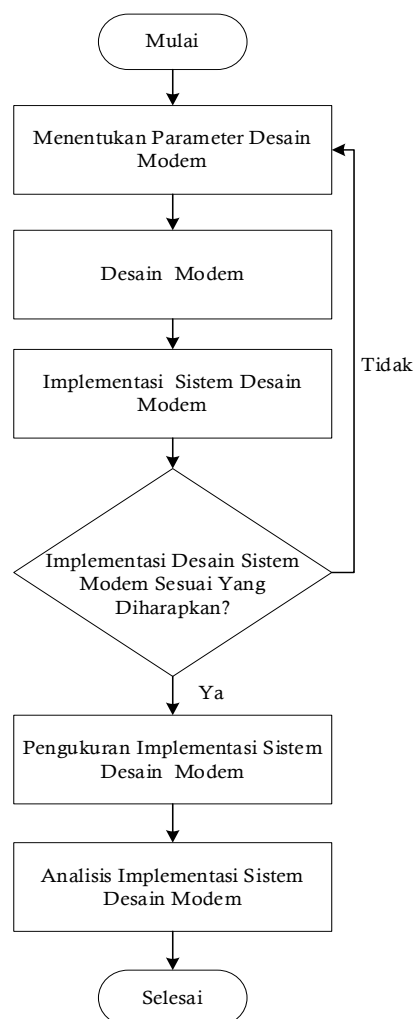 Mulai
Menentukan Parameter Desain
Modem
Desain Modem
Implementasi Sistem Desain
Modem
Tidak
Implementasi Desain Sistem
Modem Sesuai Yang
Diharapkan?
Ya
Pengukuran Implementasi Sistem
Desain Modem
Analisis Implementasi Sistem
Desain Modem
Selesai